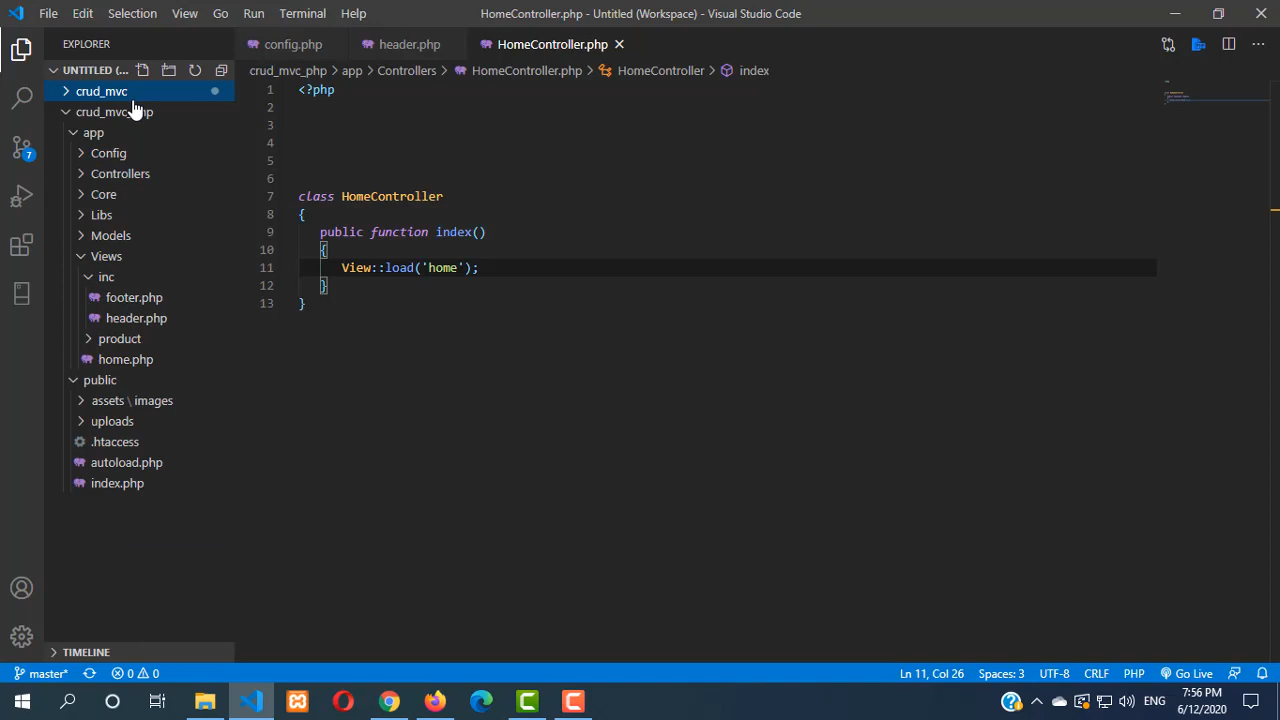 File Edit Selection View Go Run Terminal Help
HomeController.php - Untitled (Workspace) - Visual Studio Code
EXPLORER
config.php
header.php
HomeController.php
UNTITLED (...
crud_mvc_php > app > Controllers > HomeController.php > HomeController > index
crud_mvc
crud_mvc_php
app
Config
Controllers
Core
Libs
Models
Views
inc
footer.php
header.php
product
home.php
public
assets \ images
uploads
.htaccess
autoload.php
index.php
TIMELINE
1 <?php
2
3
4
5
6
7 class HomeController
8 {
9 public function index()
10 {
11 View::load('home');
12 }
13 }
7
master*
0 0
Ln 11, Col 26
Spaces: 3
UTF-8
CRLF
PHP
Go Live
ENG
7:56 PM
6/12/2020